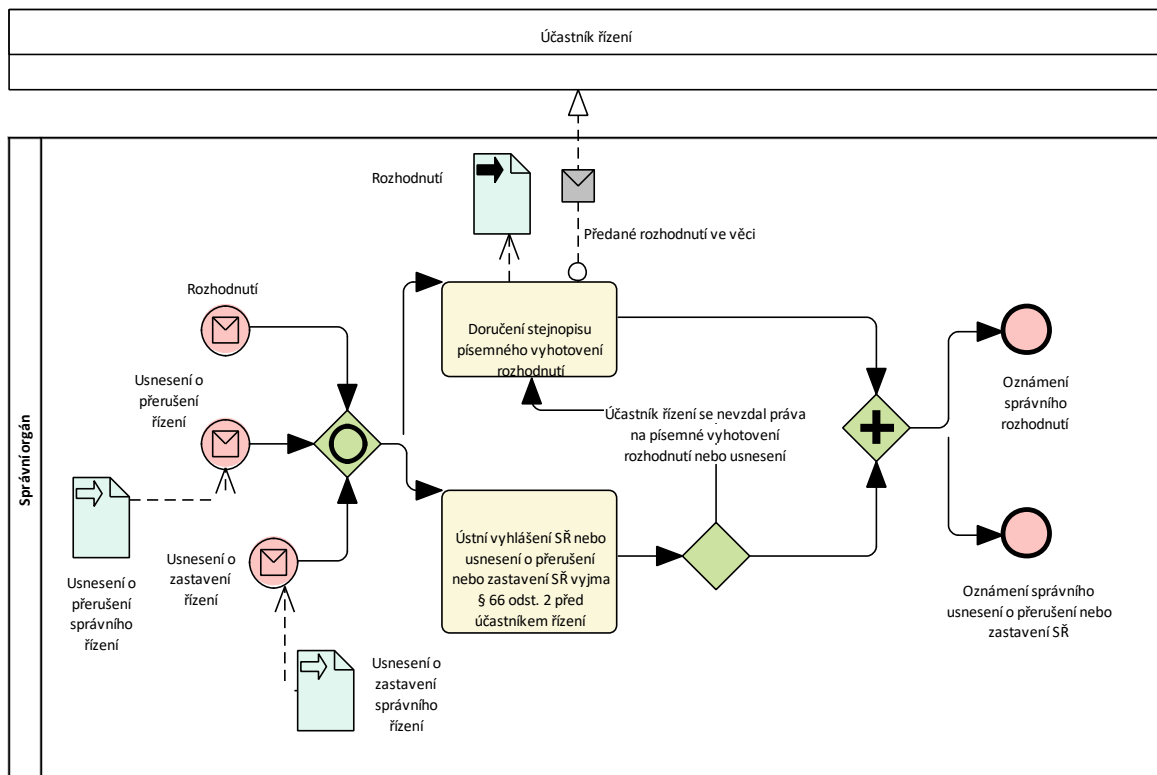 Účastník řízení
Správní orgán
Rozhodnutí
Předané rozhodnutí ve věci
Rozhodnutí
Doručení stejnopisu
písemného vyhotovení
rozhodnutí
Usnesení o
přerušení
řízení
Oznámení
správního
rozhodnutí
Účastník řízení se nevzdal práva
na písemné vyhotovení
rozhodnutí nebo usnesení
Usnesení o
zastavení
řízení
Ústní vyhlášení SŘ nebo
usnesení o přerušení
nebo zastavení SŘ vyjma
§ 66 odst. 2 před
účastníkem řízení
Usnesení o
přerušení
správního
řízení
Oznámení správního
usnesení o přerušení nebo
zastavení SŘ
Usnesení o
zastavení
správního
řízení